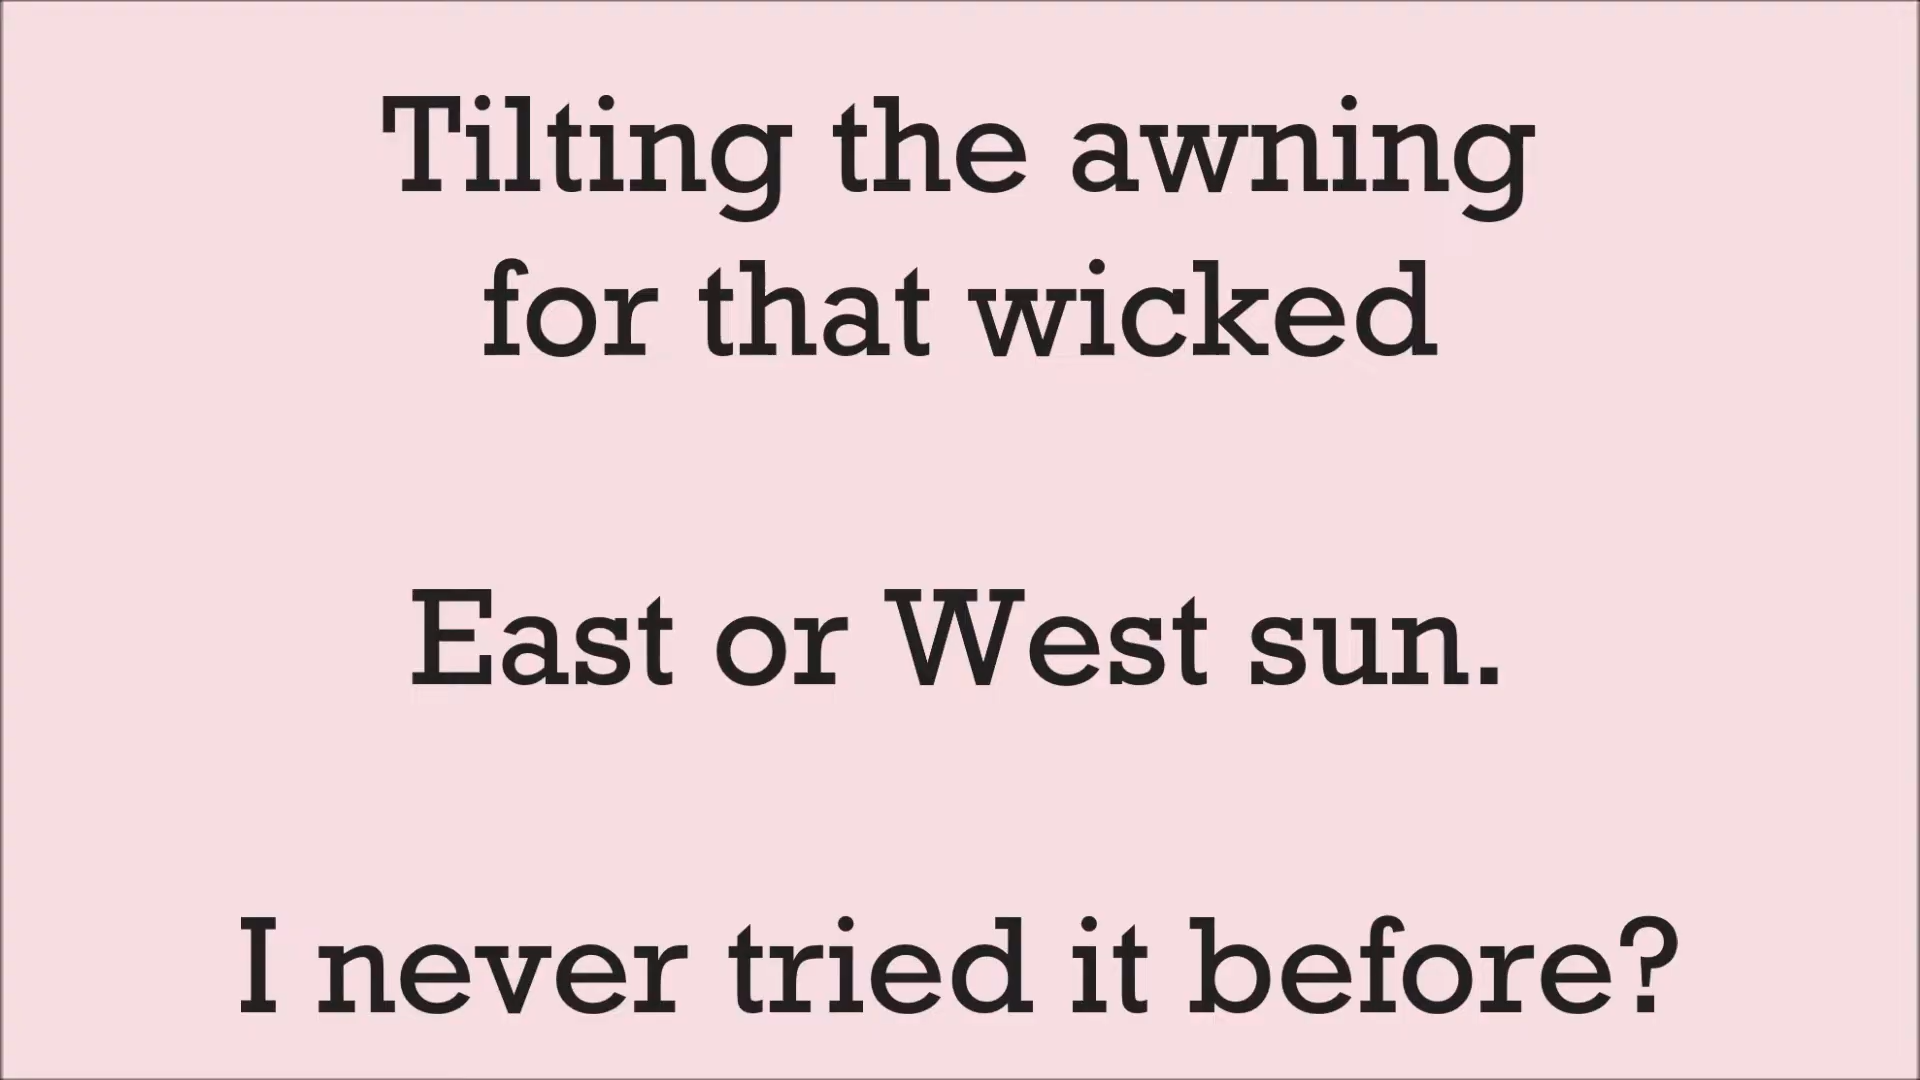 Tilting the awning
for that wicked
East or West sun.
I never tried it before?